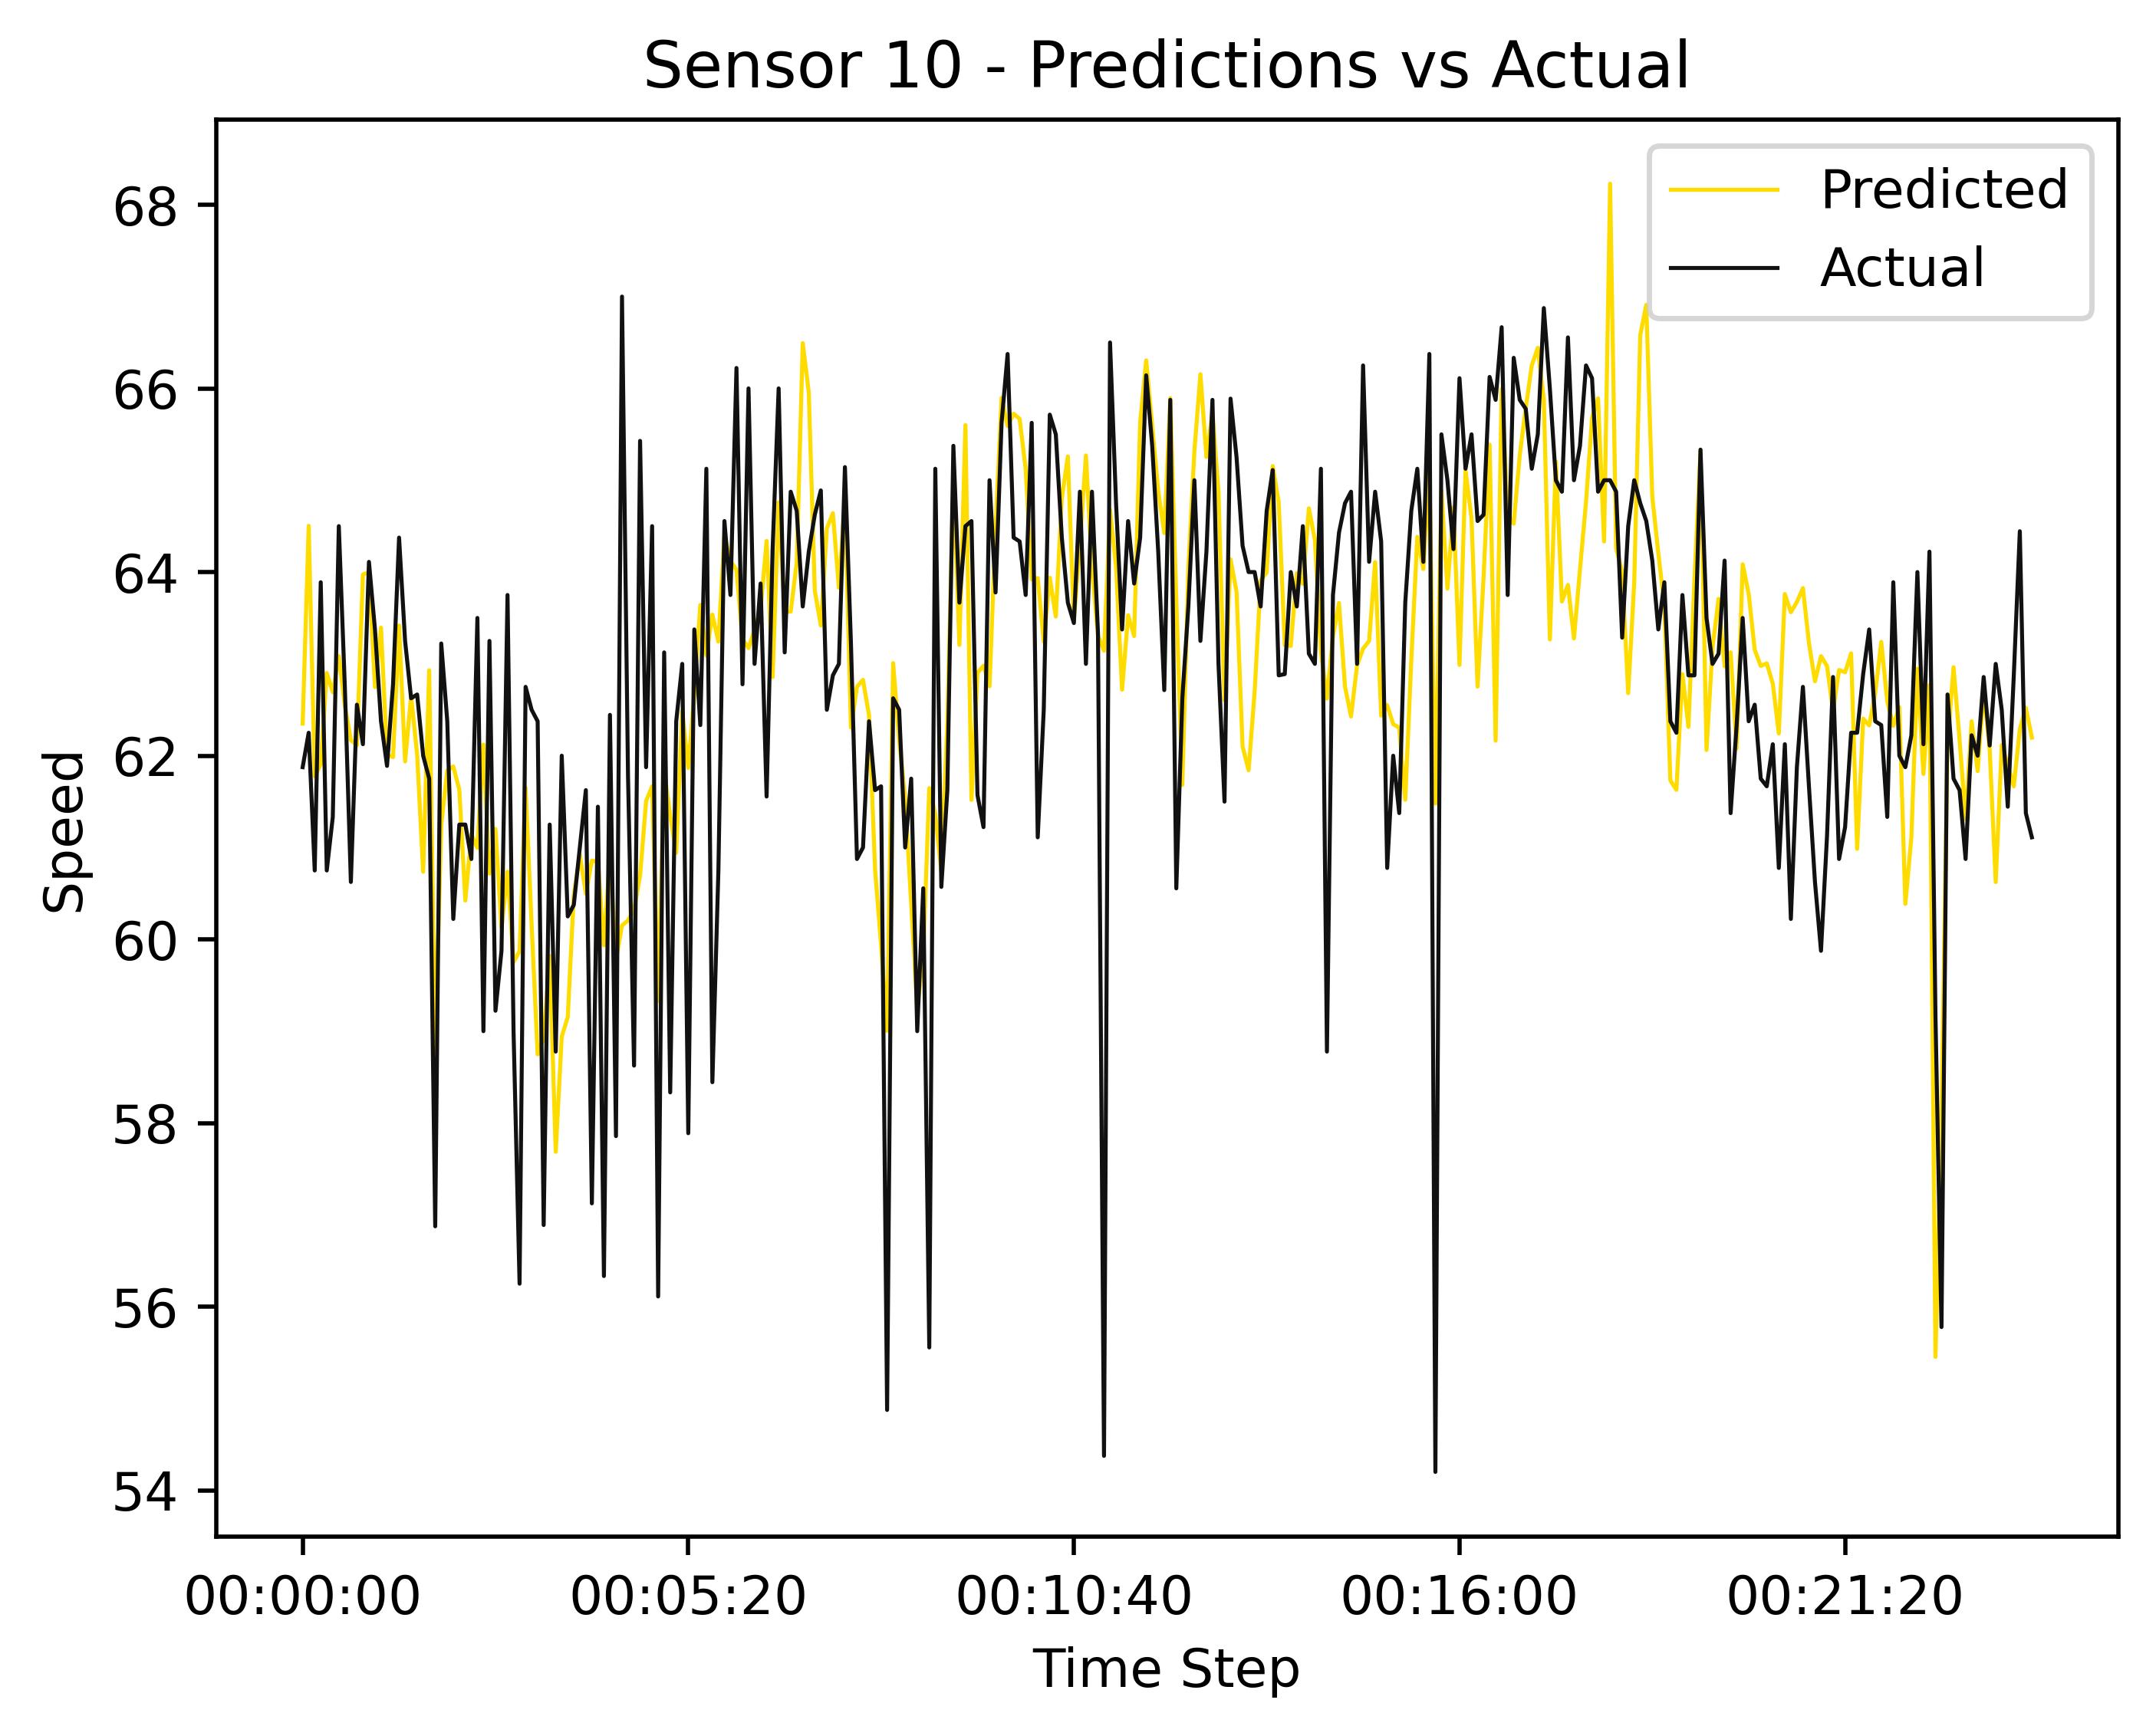 Sensor 10 - Predictions vs Actual
Predicted
Actual
68
66
64
62
60
58
56
54
Speed
00:00:00 00:05:20 00:10:40 00:16:00 00:21:20
Time Step